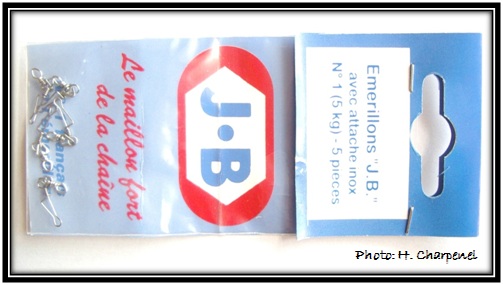 Emerillons "J.B."
avec attache inox
N° 1 (5 kg) - 5 pièces
J·B
Le maillon fort
de la chaîne
Photo: H. Charpenel